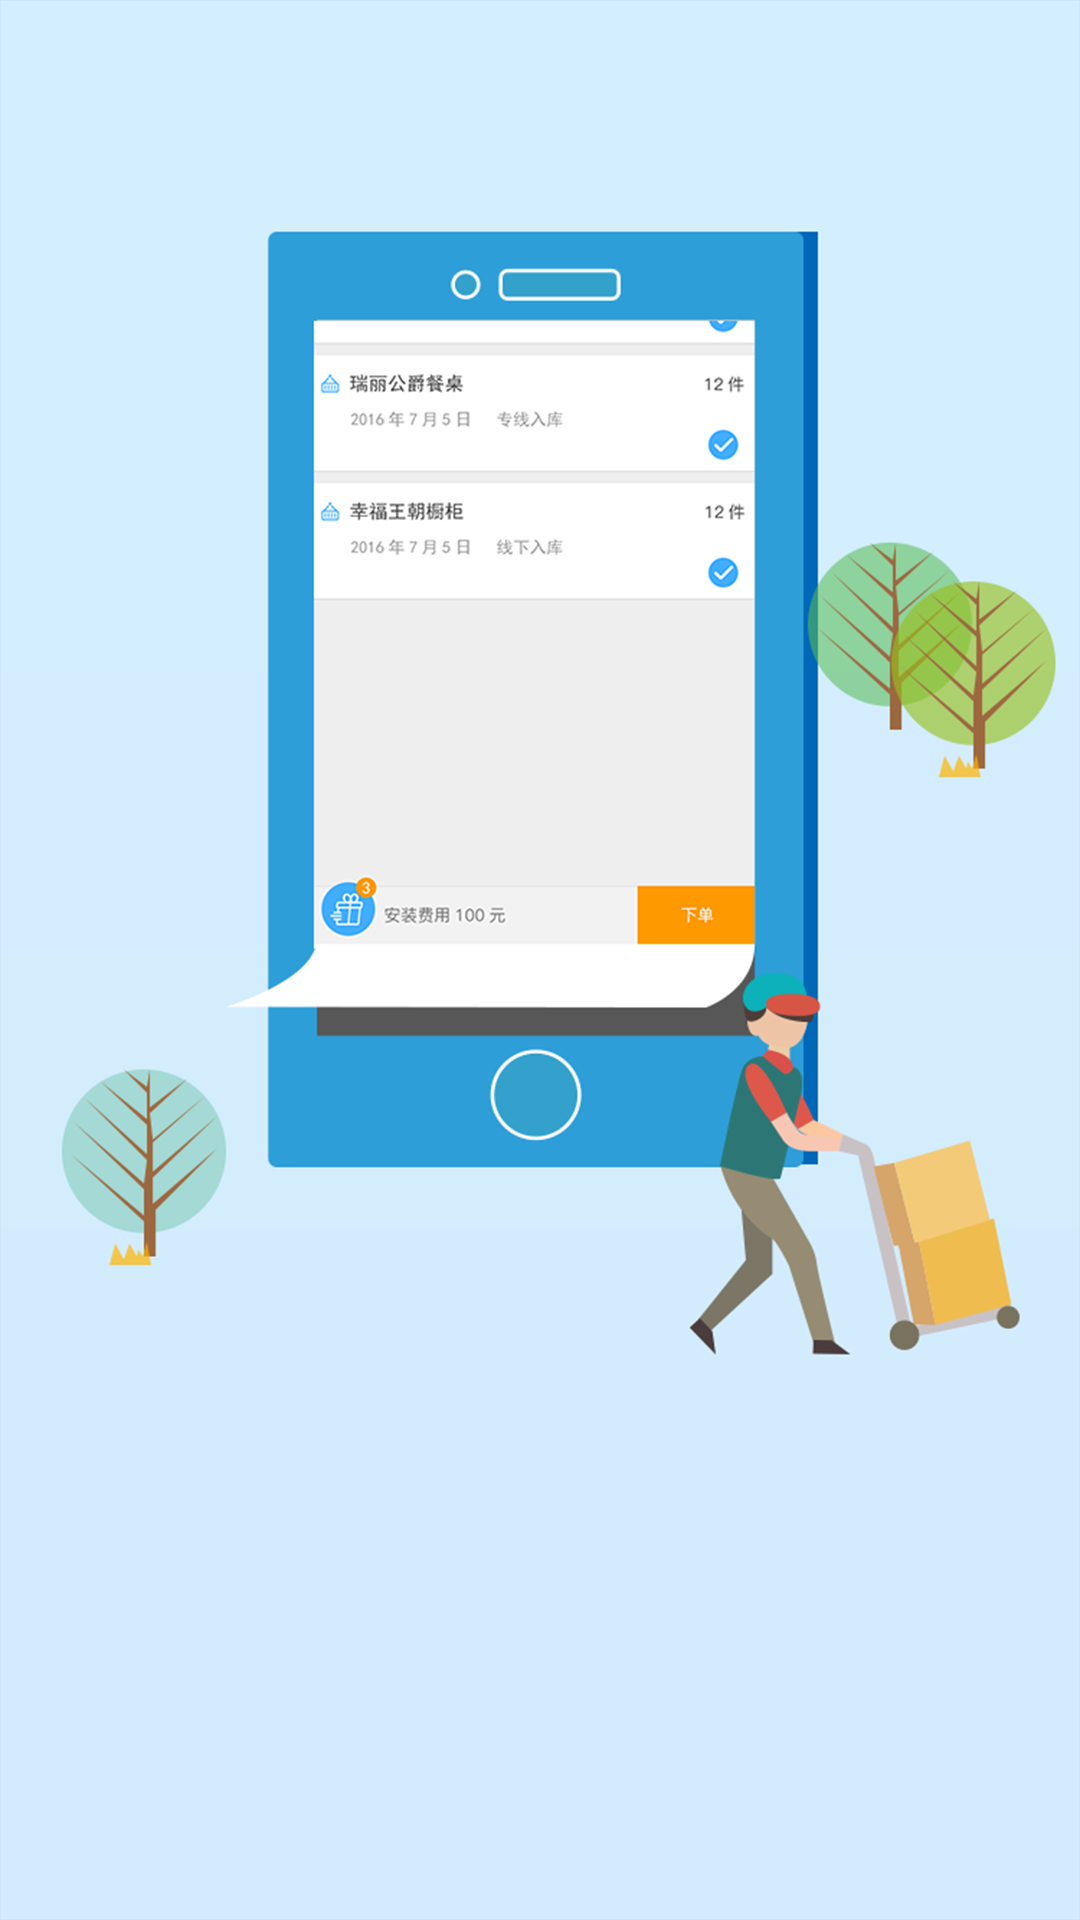 瑞丽公爵餐桌 12 件
2016 年 7 月 5 日 专线入库
幸福王朝橱柜 12 件
2016 年 7 月 5 日 线下入库
3
安装费用 100 元 下单